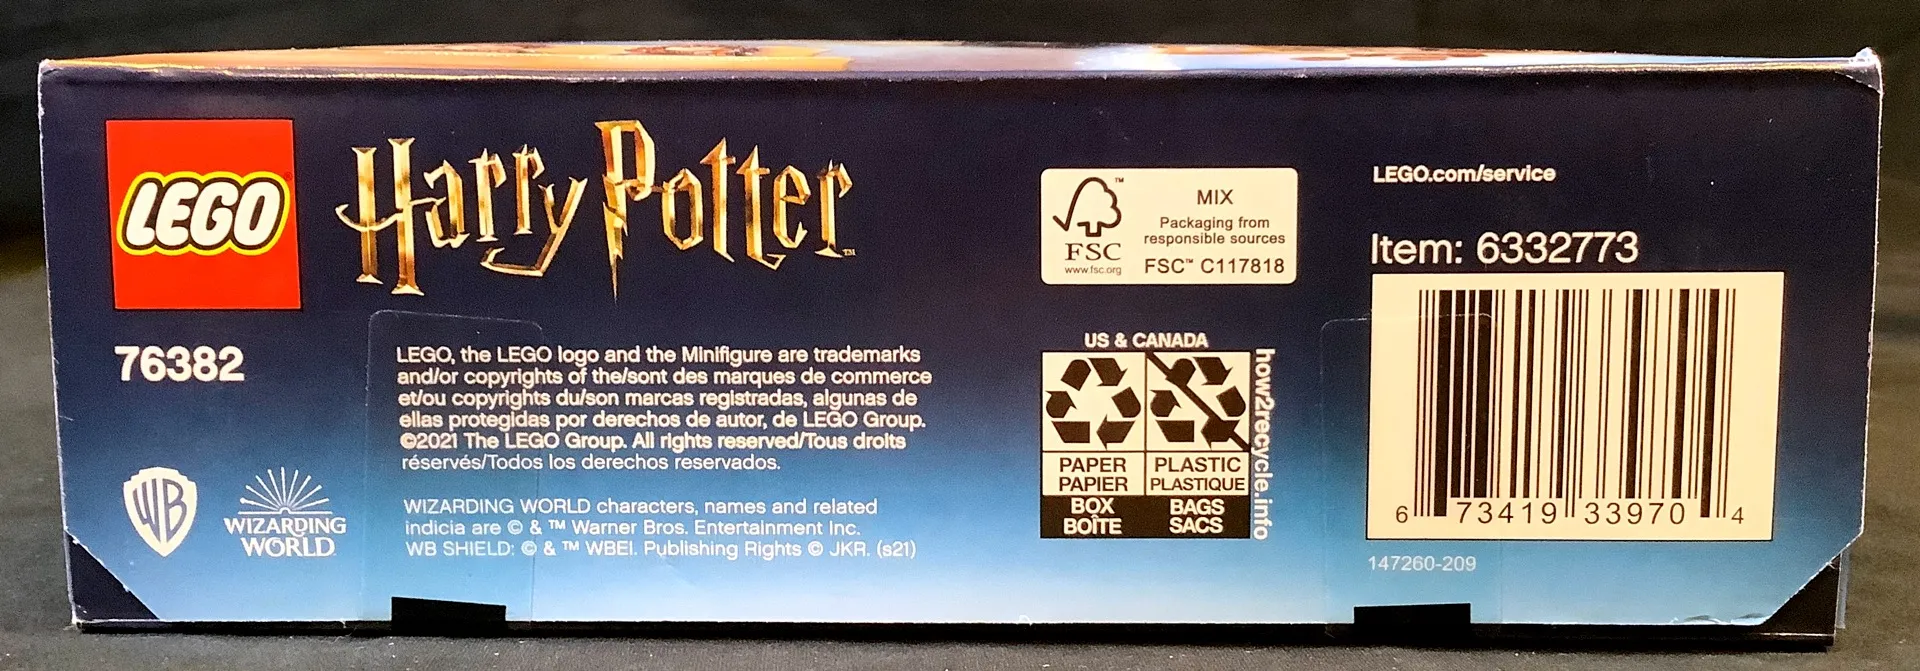 LEGO
Harry Potter™
76382
LEGO, the LEGO logo and the Minifigure are trademarks
and/or copyrights of the/sont des marques de commerce
et/ou copyrights du/son marcas registradas, algunas de
ellas protegidas por derechos de autor, de LEGO Group.
©2021 The LEGO Group. All rights reserved/Tous droits
réservés/Todos los derechos reservados.
WB
WIZARDING
WORLD
WIZARDING WORLD characters, names and related
indicia are © & ™ Warner Bros. Entertainment Inc.
WB SHIELD: © & ™ WBEI. Publishing Rights © JKR. (s21)
™
FSC
www.fsc.org
MIX
Packaging from
responsible sources
FSC™ C117818
US & CANADA
PAPER
PAPIER
BOX
BOÎTE
PLASTIC
PLASTIQUE
BAGS
SACS
how2recycle.info
LEGO.com/service
Item: 6332773
6 73419 33970 4
147260-209